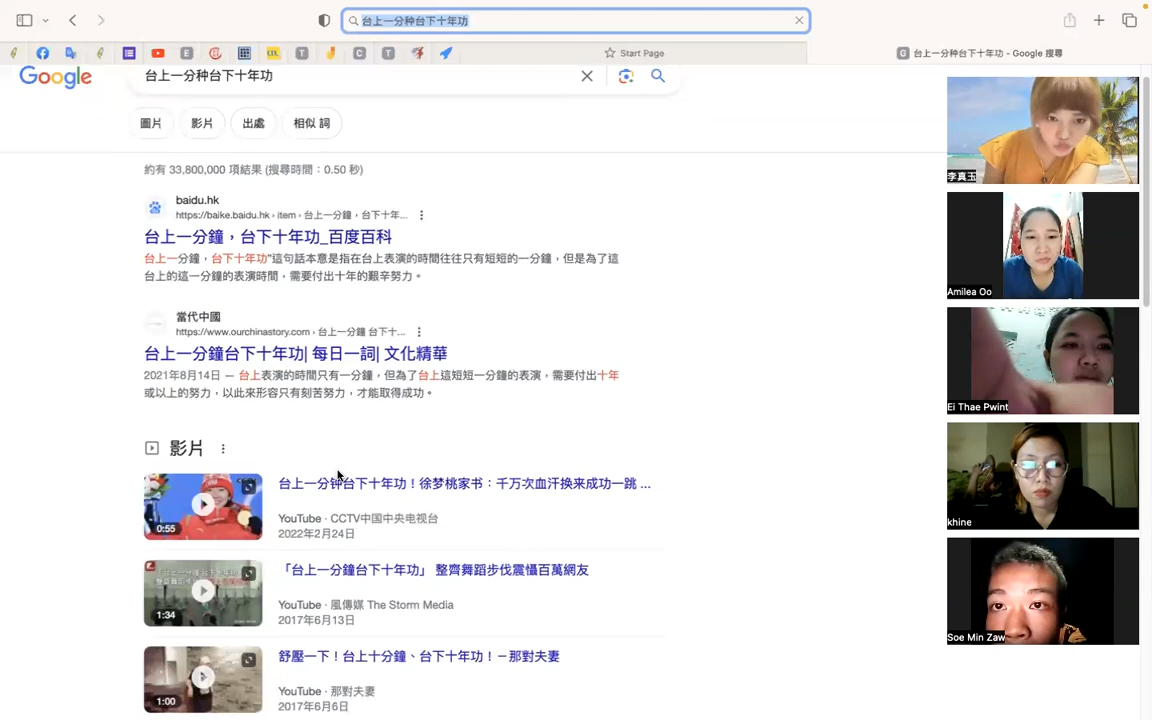 台上一分种台下十年功
Start Page
台上一分种台下十年功 - Google 搜尋
Google
台上一分种台下十年功
圖片
影片
出處
相似 詞
約有 33,800,000 項結果 (搜尋時間：0.50 秒)
baidu.hk
https://baike.baidu.hk › item › 台上一分鐘，台下十年...
台上一分鐘，台下十年功_百度百科
台上一分鐘，台下十年功"這句話本意是指在台上表演的時間往往只有短短的一分鐘，但是為了這
台上的這一分鐘的表演時間，需要付出十年的艱辛努力。
當代中國
https://www.ourchinastory.com › 台上一分鐘 台下十...
台上一分鐘台下十年功| 每日一詞| 文化精華
2021年8月14日 — 台上表演的時間只有一分鐘，但為了台上這短短一分鐘的表演，需要付出十年
或以上的努力，以此來形容只有刻苦努力，才能取得成功。
影片
台上一分钟台下十年功！徐梦桃家书：千万次血汗换来成功一跳 ...
YouTube · CCTV中国中央电视台
2022年2月24日
0:55
「台上一分鐘台下十年功」 整齊舞蹈步伐震懾百萬網友
YouTube · 風傳媒 The Storm Media
2017年6月13日
1:34
舒壓一下！台上十分鐘、台下十年功！－那對夫妻
YouTube · 那對夫妻
2017年6月6日
1:00
李真玉
Amilea Oo
Ei Thae Pwint
khine
Soe Min Zaw